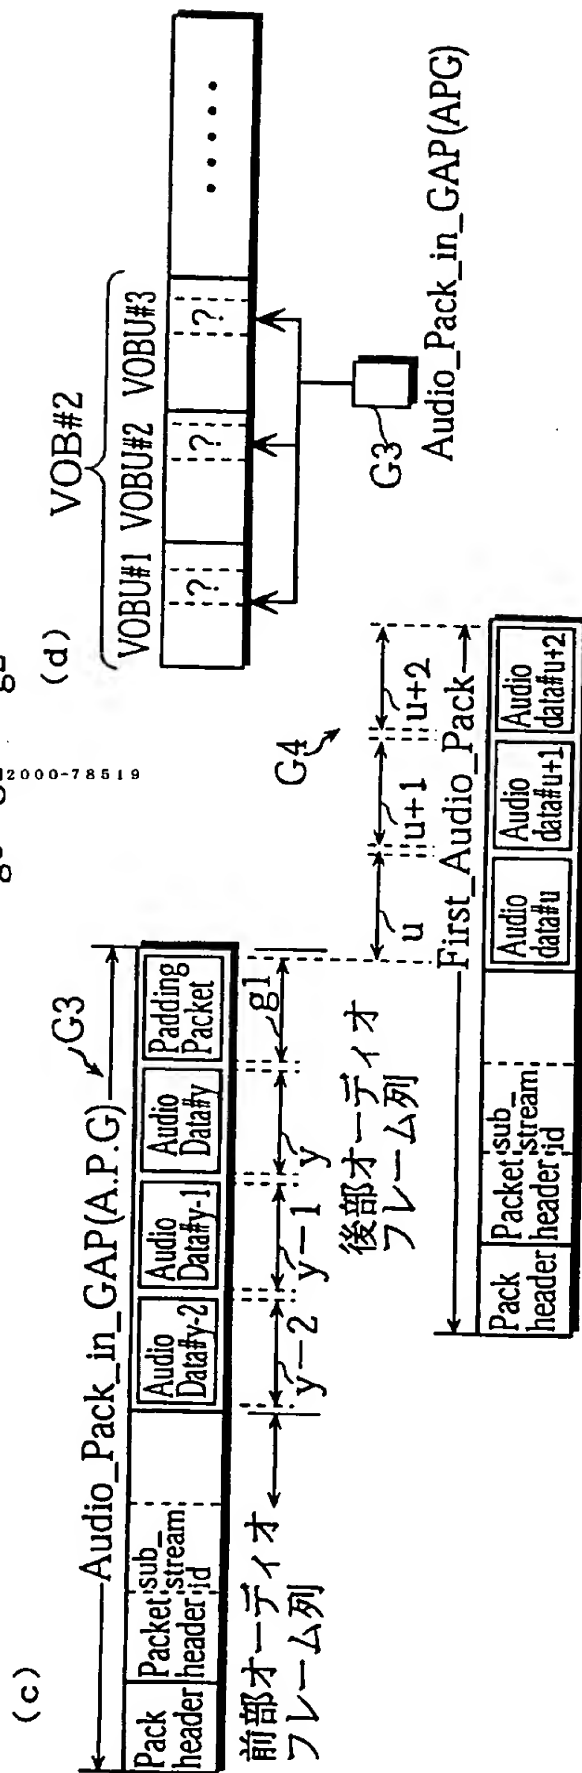 (c)
Audio_Pack_in_GAP(A.P.G)
G3
Pack header
Packet header
sub_stream id
Audio Data#y-2
Audio Data#y-1
Audio Data#y
Padding Packet
y-2
y-1
y
g1
前部オーディオ
フレーム列
後部オーディオ
フレーム列
G4
u
u+1
u+2
First_Audio_Pack
Pack header
Packet header
sub_stream id
Audio data#u
Audio data#u+1
Audio data#u+2
2000-78519
(d)
VOB#2
VOBU#1 VOBU#2 VOBU#3
? ? ? ・・・・・
G3
Audio_Pack_in_GAP(APG)